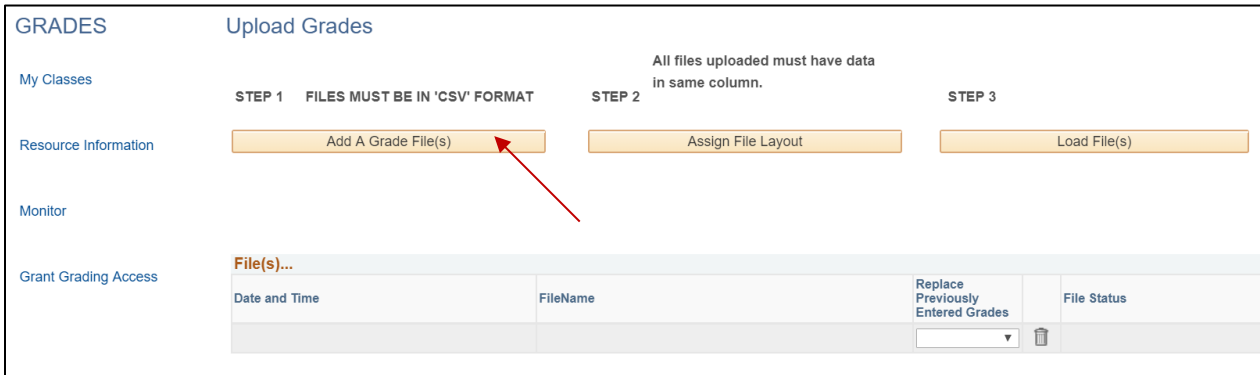 GRADES
Upload Grades
My Classes
Resource Information
Monitor
Grant Grading Access
All files uploaded must have data
in same column.
STEP 1 FILES MUST BE IN 'CSV' FORMAT
STEP 2
STEP 3
Add A Grade File(s)
Assign File Layout
Load File(s)
File(s)...
Date and Time
FileName
Replace
Previously
Entered Grades
File Status